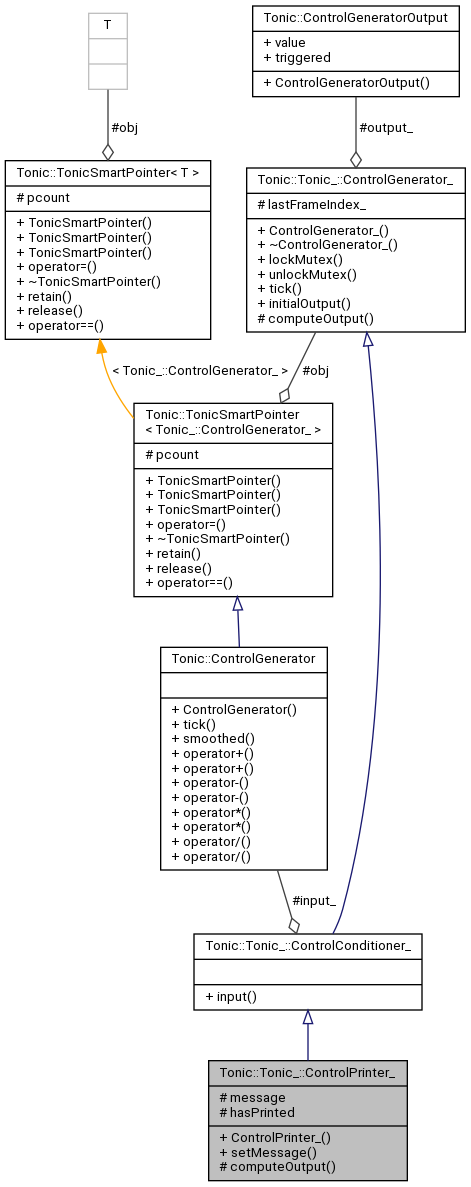 T
Tonic::ControlGeneratorOutput
+ value
+ triggered
+ ControlGeneratorOutput()
#obj
#output_
Tonic::TonicSmartPointer< T >
# pcount
+ TonicSmartPointer()
+ TonicSmartPointer()
+ TonicSmartPointer()
+ operator=()
+ ~TonicSmartPointer()
+ retain()
+ release()
+ operator==()
Tonic::Tonic_::ControlGenerator_
# lastFrameIndex_
+ ControlGenerator_()
+ ~ControlGenerator_()
+ lockMutex()
+ unlockMutex()
+ tick()
+ initialOutput()
# computeOutput()
< Tonic_::ControlGenerator_ >
#obj
Tonic::TonicSmartPointer
< Tonic_::ControlGenerator_ >
# pcount
+ TonicSmartPointer()
+ TonicSmartPointer()
+ TonicSmartPointer()
+ operator=()
+ ~TonicSmartPointer()
+ retain()
+ release()
+ operator==()
Tonic::ControlGenerator
+ ControlGenerator()
+ tick()
+ smoothed()
+ operator+()
+ operator+()
+ operator-()
+ operator-()
+ operator*()
+ operator*()
+ operator/()
+ operator/()
#input_
Tonic::Tonic_::ControlConditioner_
+ input()
Tonic::Tonic_::ControlPrinter_
# message
# hasPrinted
+ ControlPrinter_()
+ setMessage()
# computeOutput()